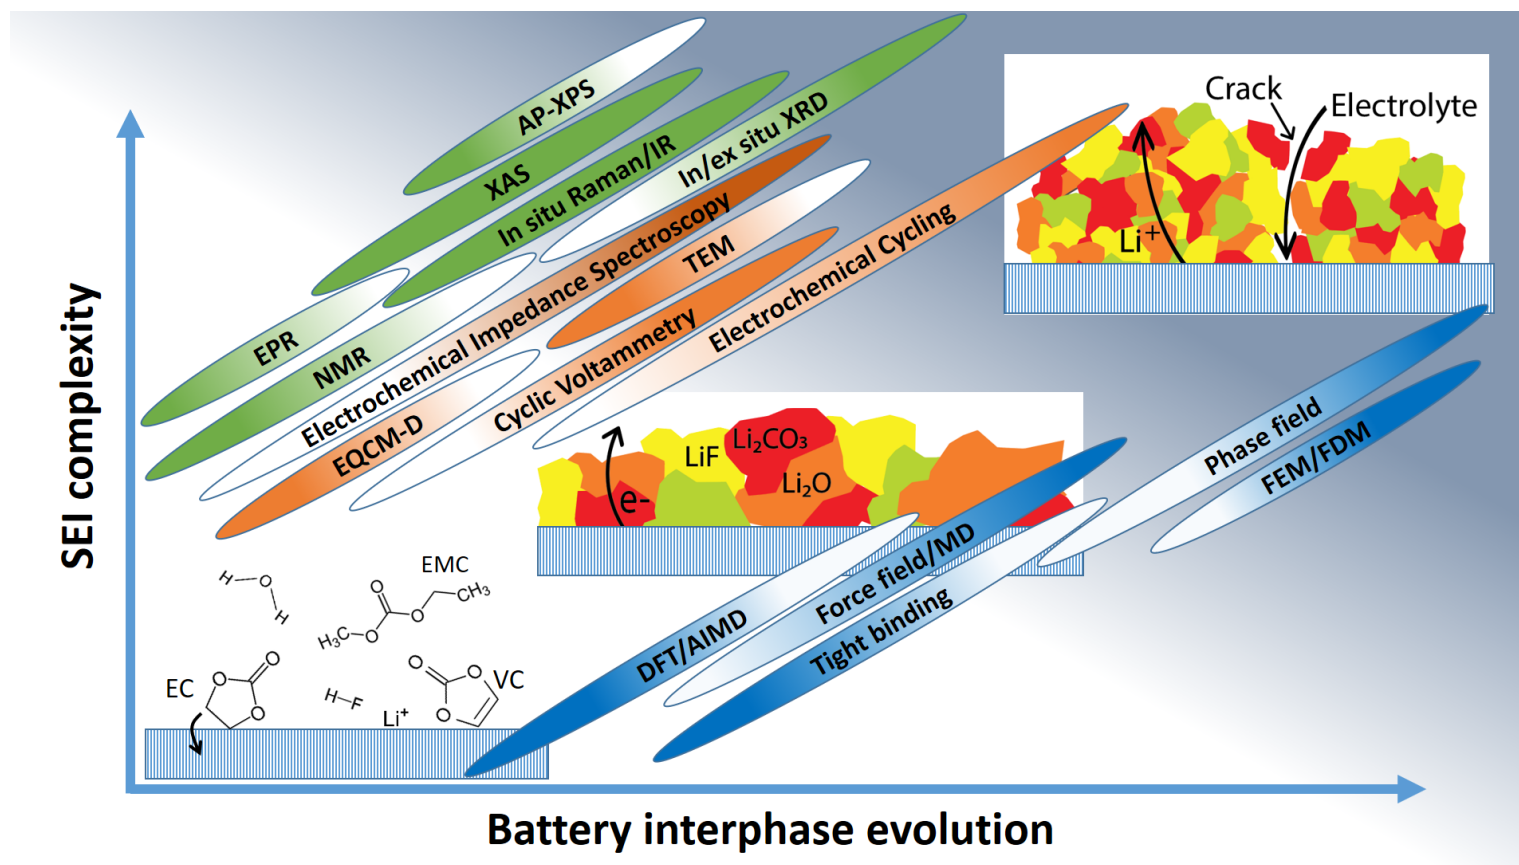 AP-XPS
XAS
In situ Raman/IR
In/ex situ XRD
EPR
NMR
Electrochemical Impedance Spectroscopy
TEM
EQCM-D
Cyclic Voltammetry
Electrochemical Cycling
Crack
Electrolyte
Li⁺
SEI complexity
LiF
Li₂CO₃
Li₂O
e-
Phase field
FEM/FDM
DFT/AIMD
Force field/MD
Tight binding
H
O
H
EMC
O
O
O
CH₃
H₃C
EC
O
O
O
H
F
Li⁺
VC
O
O
O
Battery interphase evolution